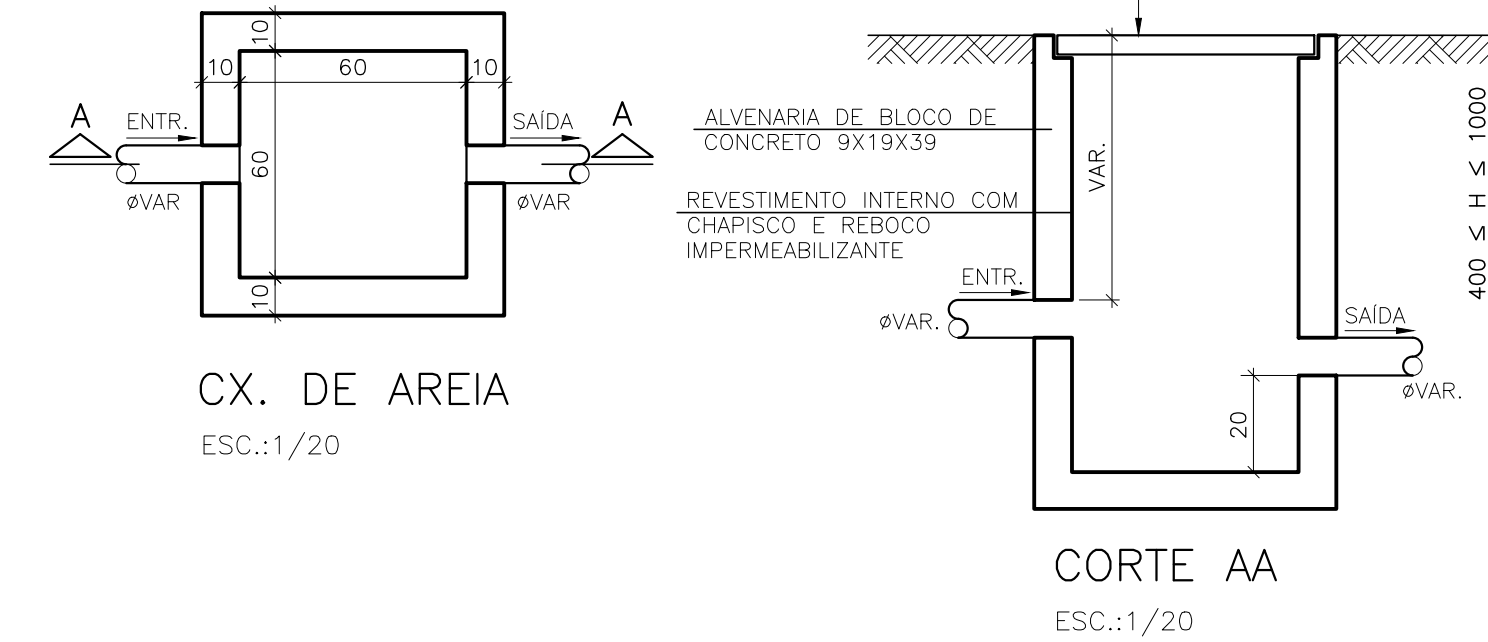 10
10
60
10
A
ENTR.
SAÍDA
A
60
øVAR
øVAR
10
CX. DE AREIA
ESC.:1/20
ALVENARIA DE BLOCO DE
CONCRETO 9X19X39
VAR.
REVESTIMENTO INTERNO COM
CHAPISCO E REBOCO
IMPERMEABILIZANTE
ENTR.
øVAR.
400 ≤ H ≤ 1000
SAÍDA
øVAR.
20
CORTE AA
ESC.:1/20